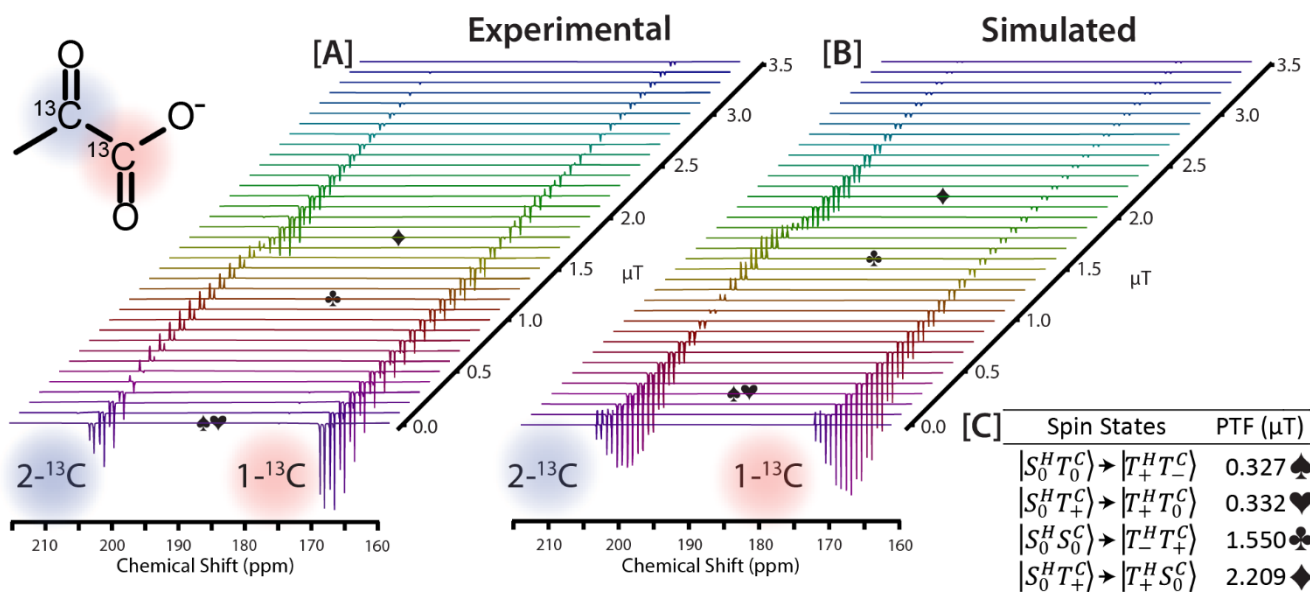 Experimental
Simulated
[A]
[B]
O
13C
13C
O-
O
3.5
3.0
2.5
2.0
1.5
1.0
0.5
0.0
µT
3.5
3.0
2.5
2.0
1.5
1.0
0.5
0.0
µT
♦
♣
♠♥
♦
♣
♠♥
2-¹³C
1-¹³C
2-¹³C
1-¹³C
210 200 190 180 170 160
Chemical Shift (ppm)
210 200 190 180 170 160
Chemical Shift (ppm)
[C]
Spin States PTF (µT)
|S₀ᴴT₀ꟲ⟩→|T₊ᴴT₋ꟲ⟩ 0.327♠
|S₀ᴴT₊ꟲ⟩→|T₊ᴴT₀ꟲ⟩ 0.332♥
|S₀ᴴS₀ꟲ⟩→|T₋ᴴT₊ꟲ⟩ 1.550♣
|S₀ᴴT₊ꟲ⟩→|T₊ᴴS₀ꟲ⟩ 2.209♦